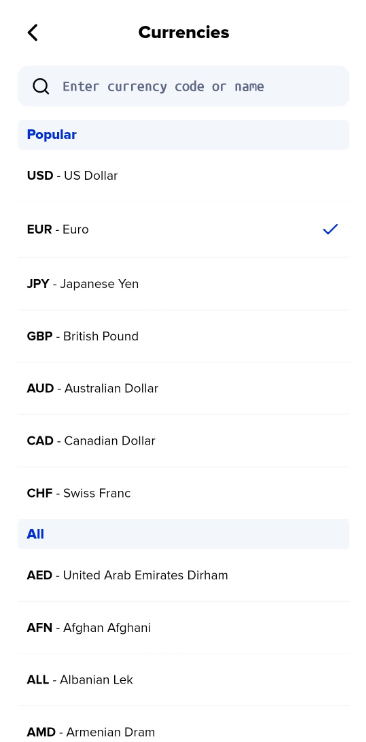 Currencies
Enter currency code or name
Popular
USD - US Dollar
EUR - Euro
JPY - Japanese Yen
GBP - British Pound
AUD - Australian Dollar
CAD - Canadian Dollar
CHF - Swiss Franc
All
AED - United Arab Emirates Dirham
AFN - Afghan Afghani
ALL - Albanian Lek
AMD - Armenian Dram